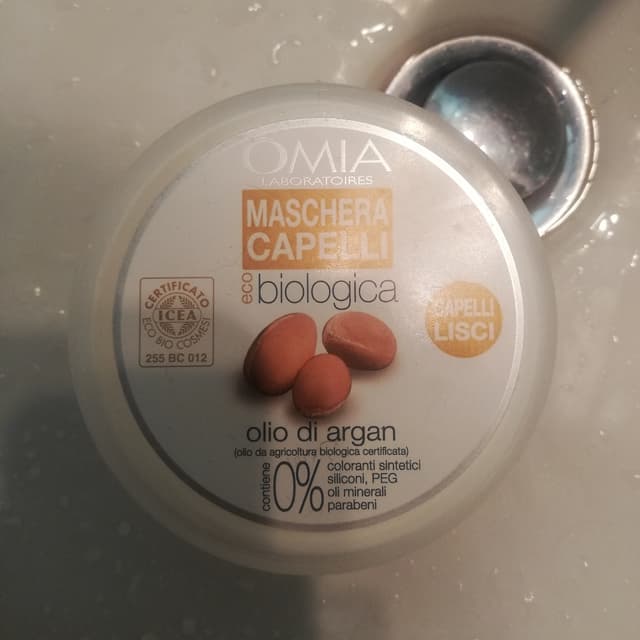 OMIA
LABORATOIRES
MASCHERA
CAPELLI
eco biologica
CERTIFICATO
ICEA
ECO BIO COSMESI
255 BC 012
CAPELLI
LISCI
olio di argan
(olio da agricoltura biologica certificata)
contiene 0% coloranti sintetici
siliconi, PEG
oli minerali
parabeni